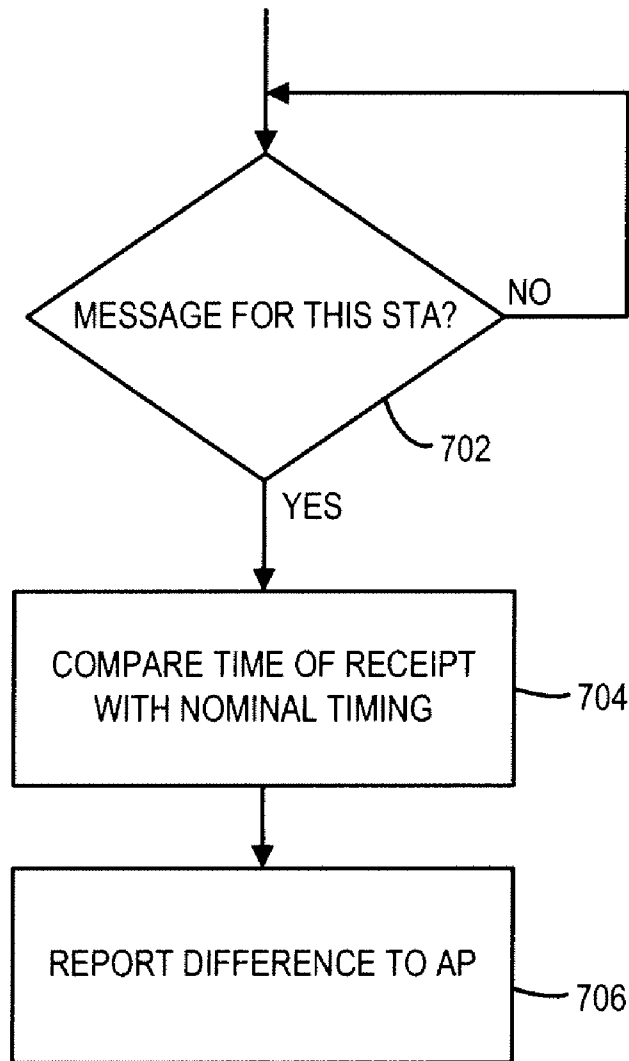 MESSAGE FOR THIS STA?
NO
702
YES
COMPARE TIME OF RECEIPT
WITH NOMINAL TIMING
704
REPORT DIFFERENCE TO AP
706